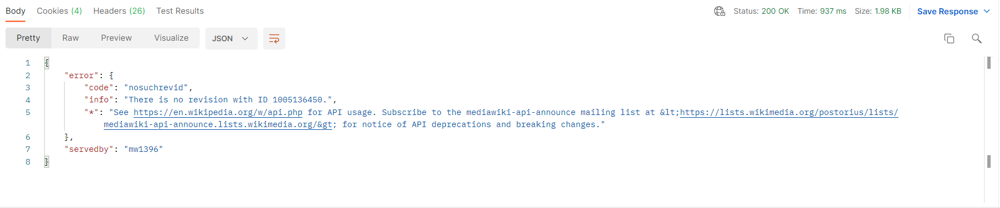 Body Cookies (4) Headers (26) Test Results Status: 200 OK Time: 937 ms Size: 1.98 KB Save Response
Pretty Raw Preview Visualize JSON
1 {
2 "error": {
3 "code": "nosuchrevid",
4 "info": "There is no revision with ID 1005136450.",
5 "*": "See https://en.wikipedia.org/w/api.php for API usage. Subscribe to the mediawiki-api-announce mailing list at &lt;https://lists.wikimedia.org/postorius/lists/
mediawiki-api-announce.lists.wikimedia.org/&gt; for notice of API deprecations and breaking changes."
6 },
7 "servedby": "mw1396"
8 }